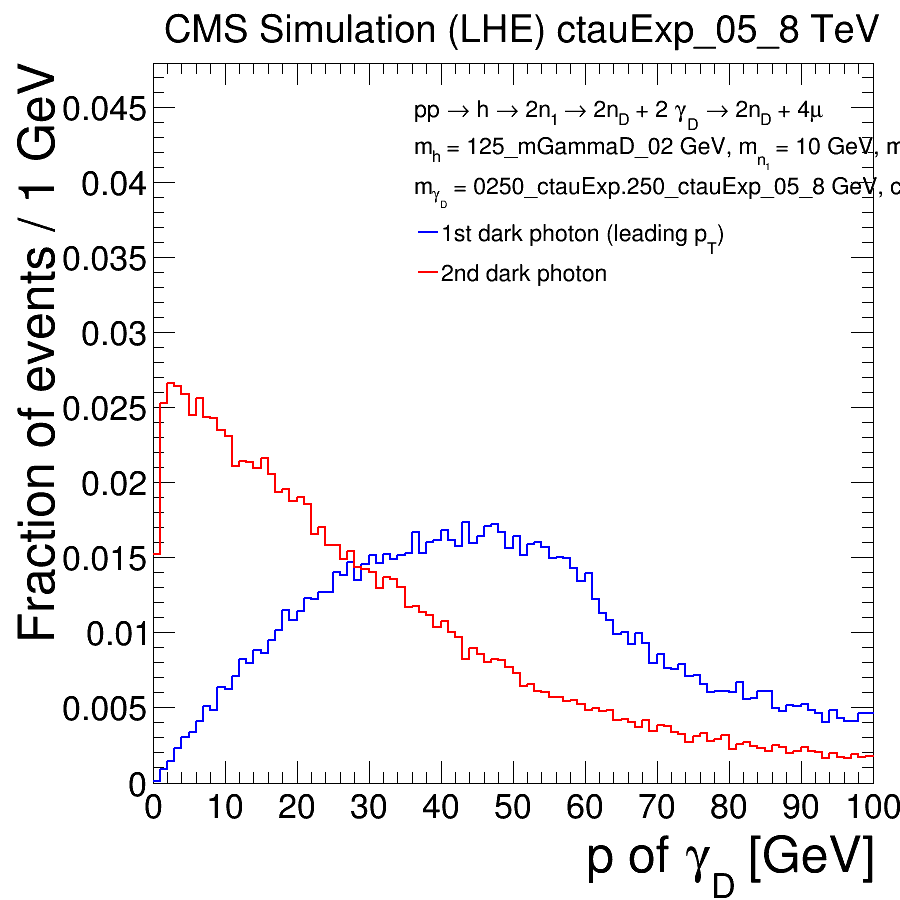 CMS Simulation (LHE) ctauExp_05_8 TeV
Fraction of events / 1 GeV
0.045
0.04
0.035
0.03
0.025
0.02
0.015
0.01
0.005
0
pp → h → 2n1 → 2nD + 2 γD → 2nD + 4μ
mh = 125_mGammaD_02 GeV, mn1 = 10 GeV, m
mγD = 0250_ctauExp.250_ctauExp_05_8 GeV, c
1st dark photon (leading pT)
2nd dark photon
0 10 20 30 40 50 60 70 80 90 100
p of γD [GeV]